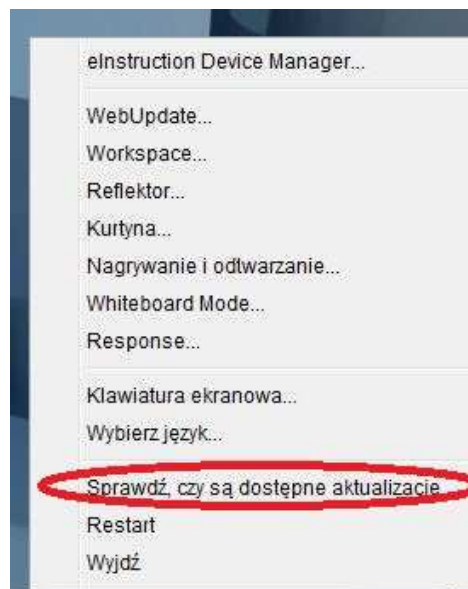 eInstruction Device Manager...
WebUpdate...
Workspace...
Reflektor...
Kurtyna...
Nagrywanie i odtwarzanie...
Whiteboard Mode...
Response...
Klawiatura ekranowa...
Wybierz język...
Sprawdź, czy są dostępne aktualizacje
Restart
Wyjdź